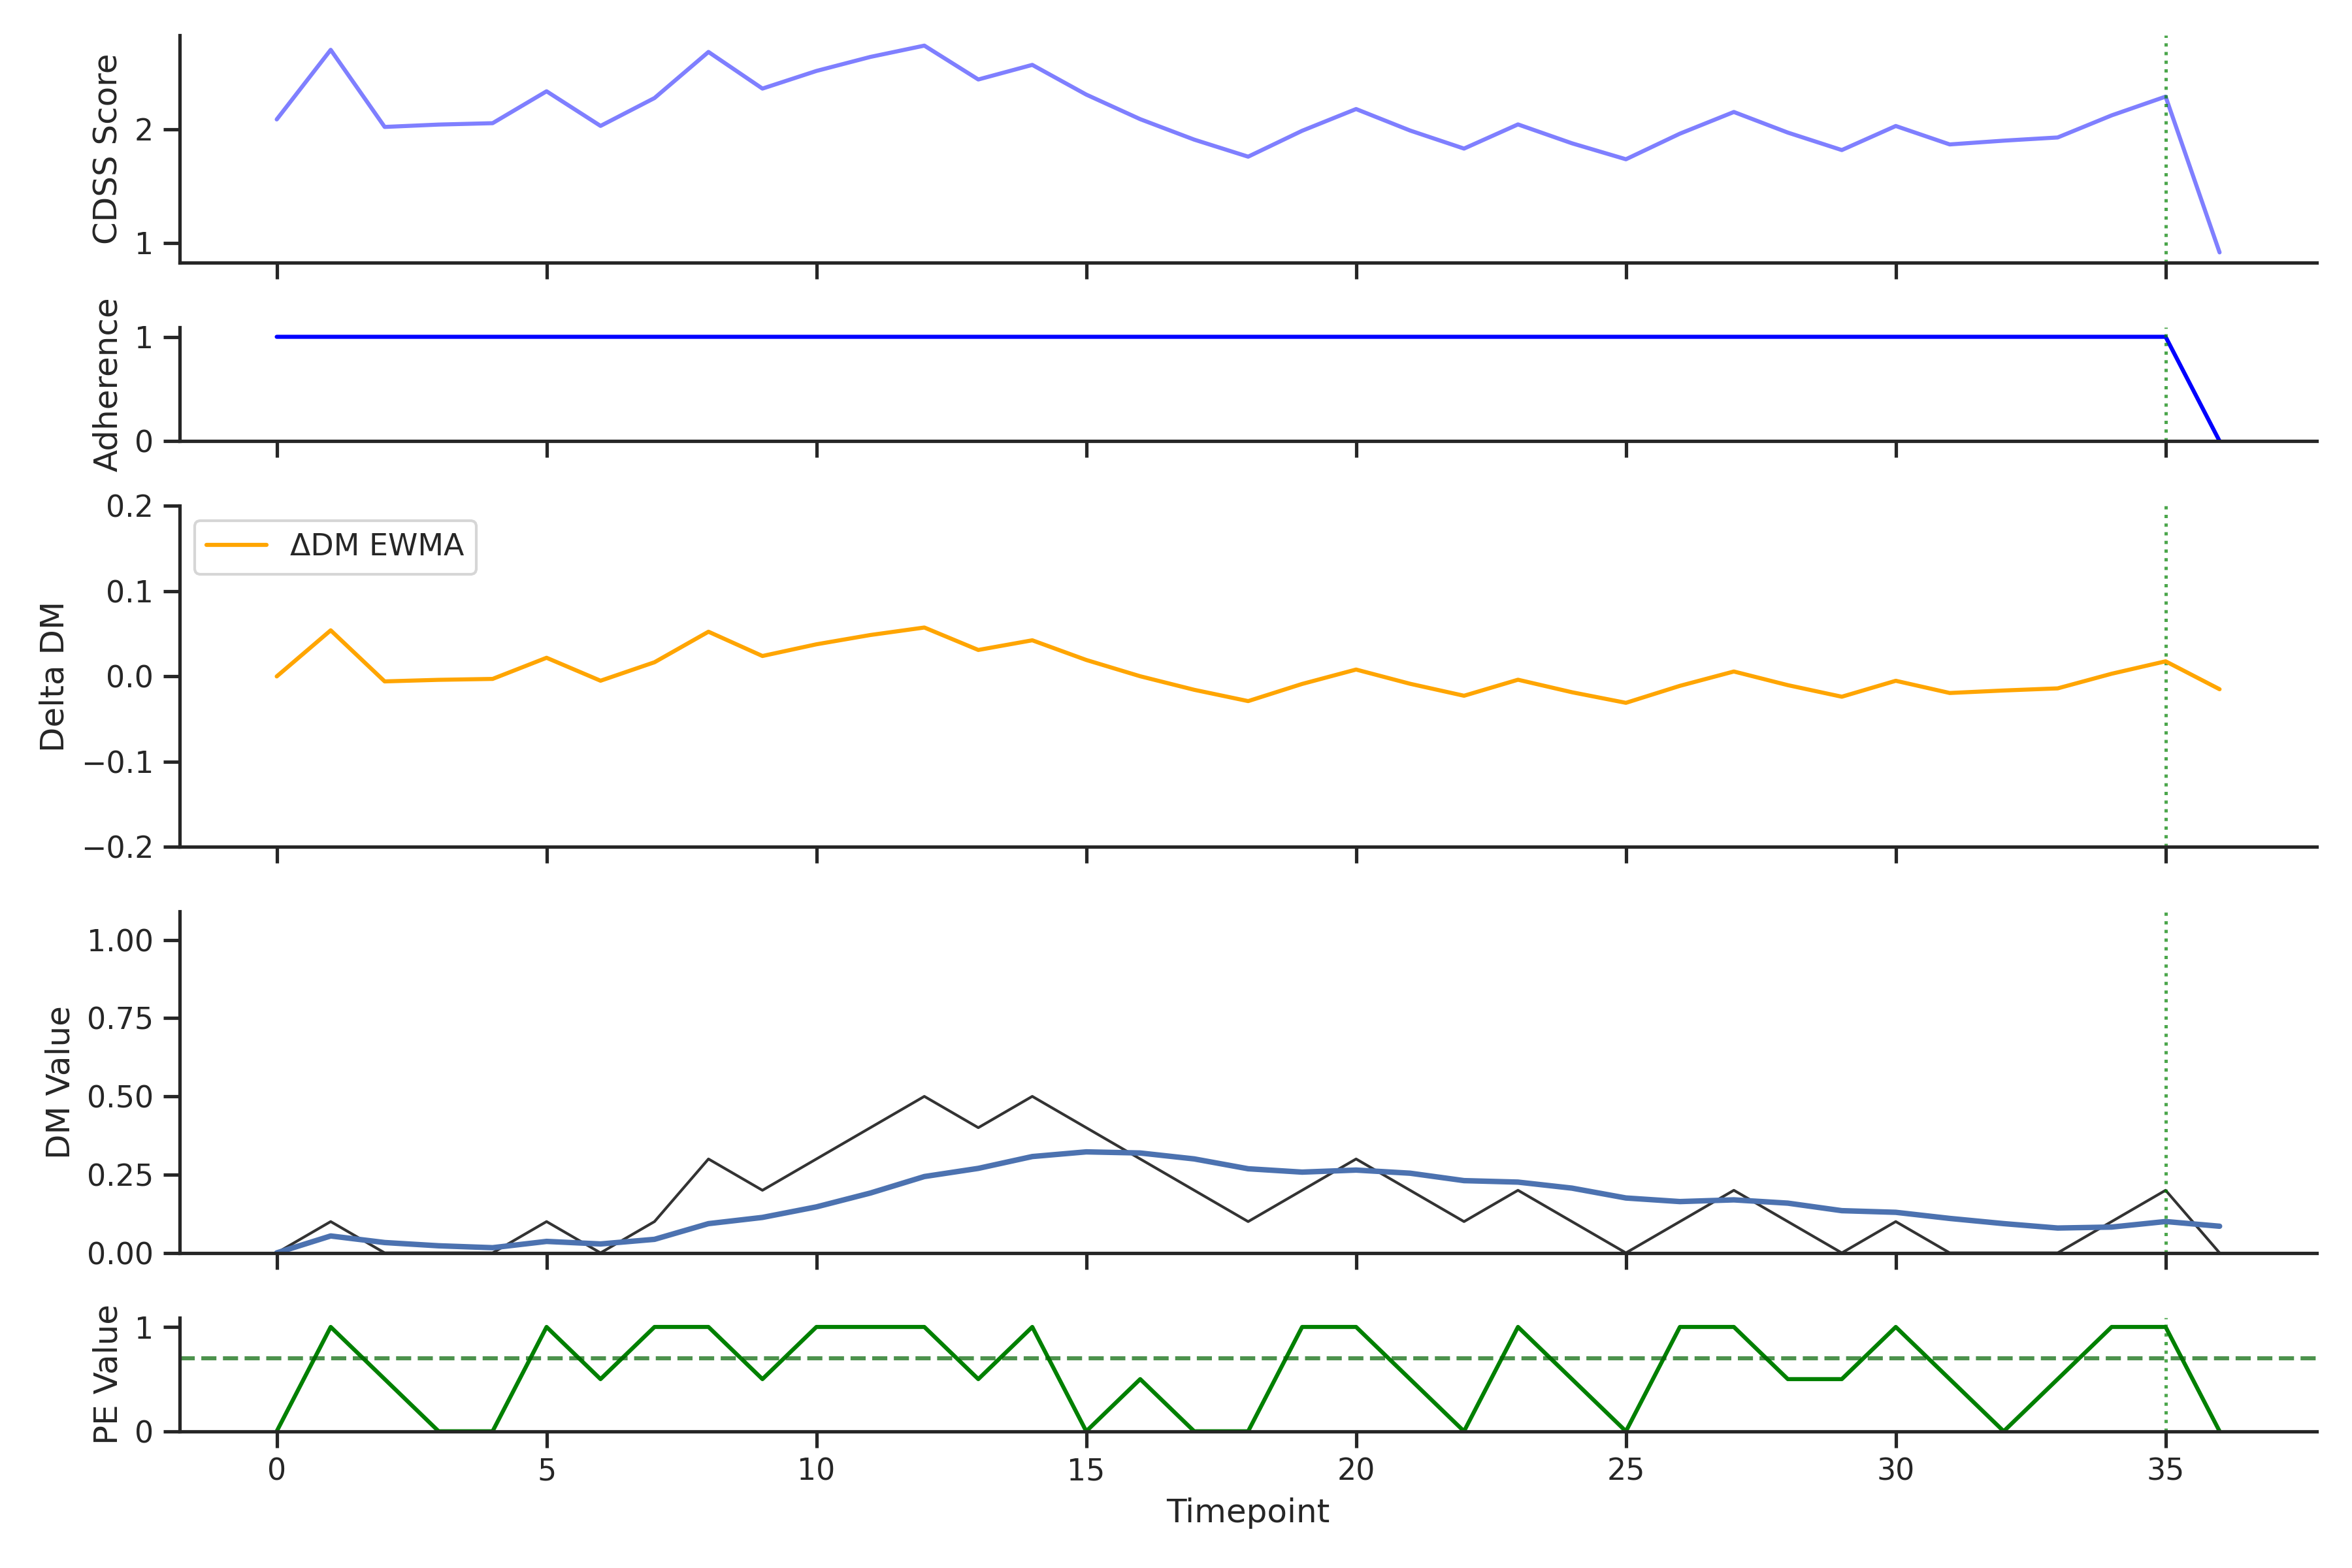 CDSS Score
2
1
Adherence
1
0
Delta DM
ΔDM EWMA
0.2
0.1
0.0
−0.1
−0.2
DM Value
1.00
0.75
0.50
0.25
0.00
PE Value
1
0
0 5 10 15 20 25 30 35
Timepoint